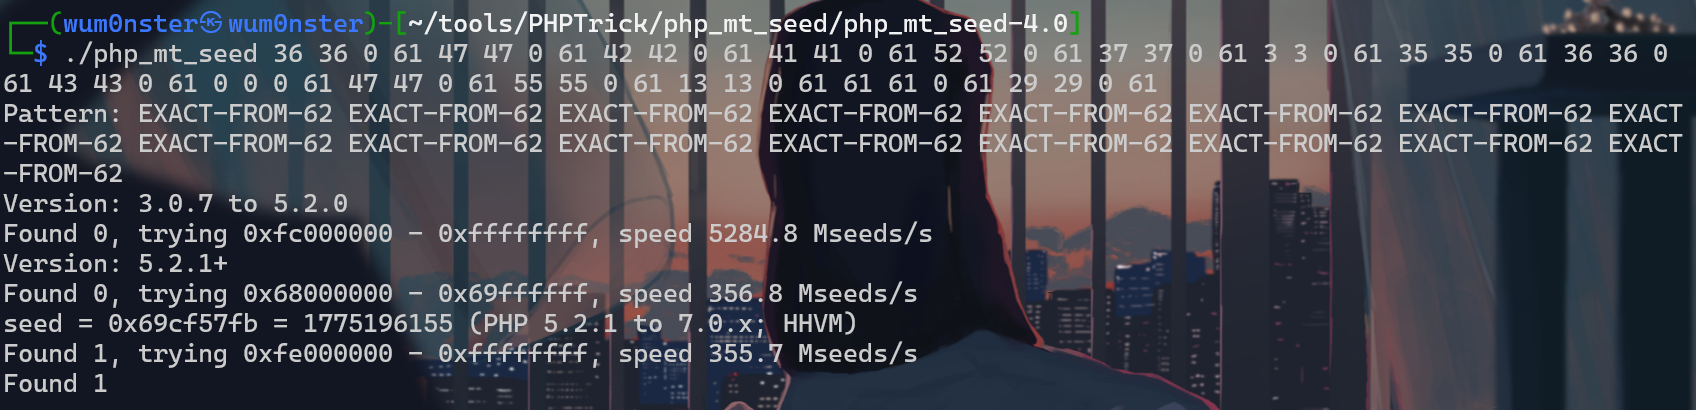 ┌──(wum0nster㉿wum0nster)-[~/tools/PHPTrick/php_mt_seed/php_mt_seed-4.0]
└─$ ./php_mt_seed 36 36 0 61 47 47 0 61 42 42 0 61 41 41 0 61 52 52 0 61 37 37 0 61 3 3 0 61 35 35 0 61 36 36 0
61 43 43 0 61 0 0 0 61 47 47 0 61 55 55 0 61 13 13 0 61 61 61 0 61 29 29 0 61
Pattern: EXACT-FROM-62 EXACT-FROM-62 EXACT-FROM-62 EXACT-FROM-62 EXACT-FROM-62 EXACT-FROM-62 EXACT-FROM-62 EXACT
-FROM-62 EXACT-FROM-62 EXACT-FROM-62 EXACT-FROM-62 EXACT-FROM-62 EXACT-FROM-62 EXACT-FROM-62 EXACT-FROM-62 EXACT
-FROM-62
Version: 3.0.7 to 5.2.0
Found 0, trying 0xfc000000 - 0xffffffff, speed 5284.8 Mseeds/s
Version: 5.2.1+
Found 0, trying 0x68000000 - 0x69ffffff, speed 356.8 Mseeds/s
seed = 0x69cf57fb = 1775196155 (PHP 5.2.1 to 7.0.x; HHVM)
Found 1, trying 0xfe000000 - 0xffffffff, speed 355.7 Mseeds/s
Found 1